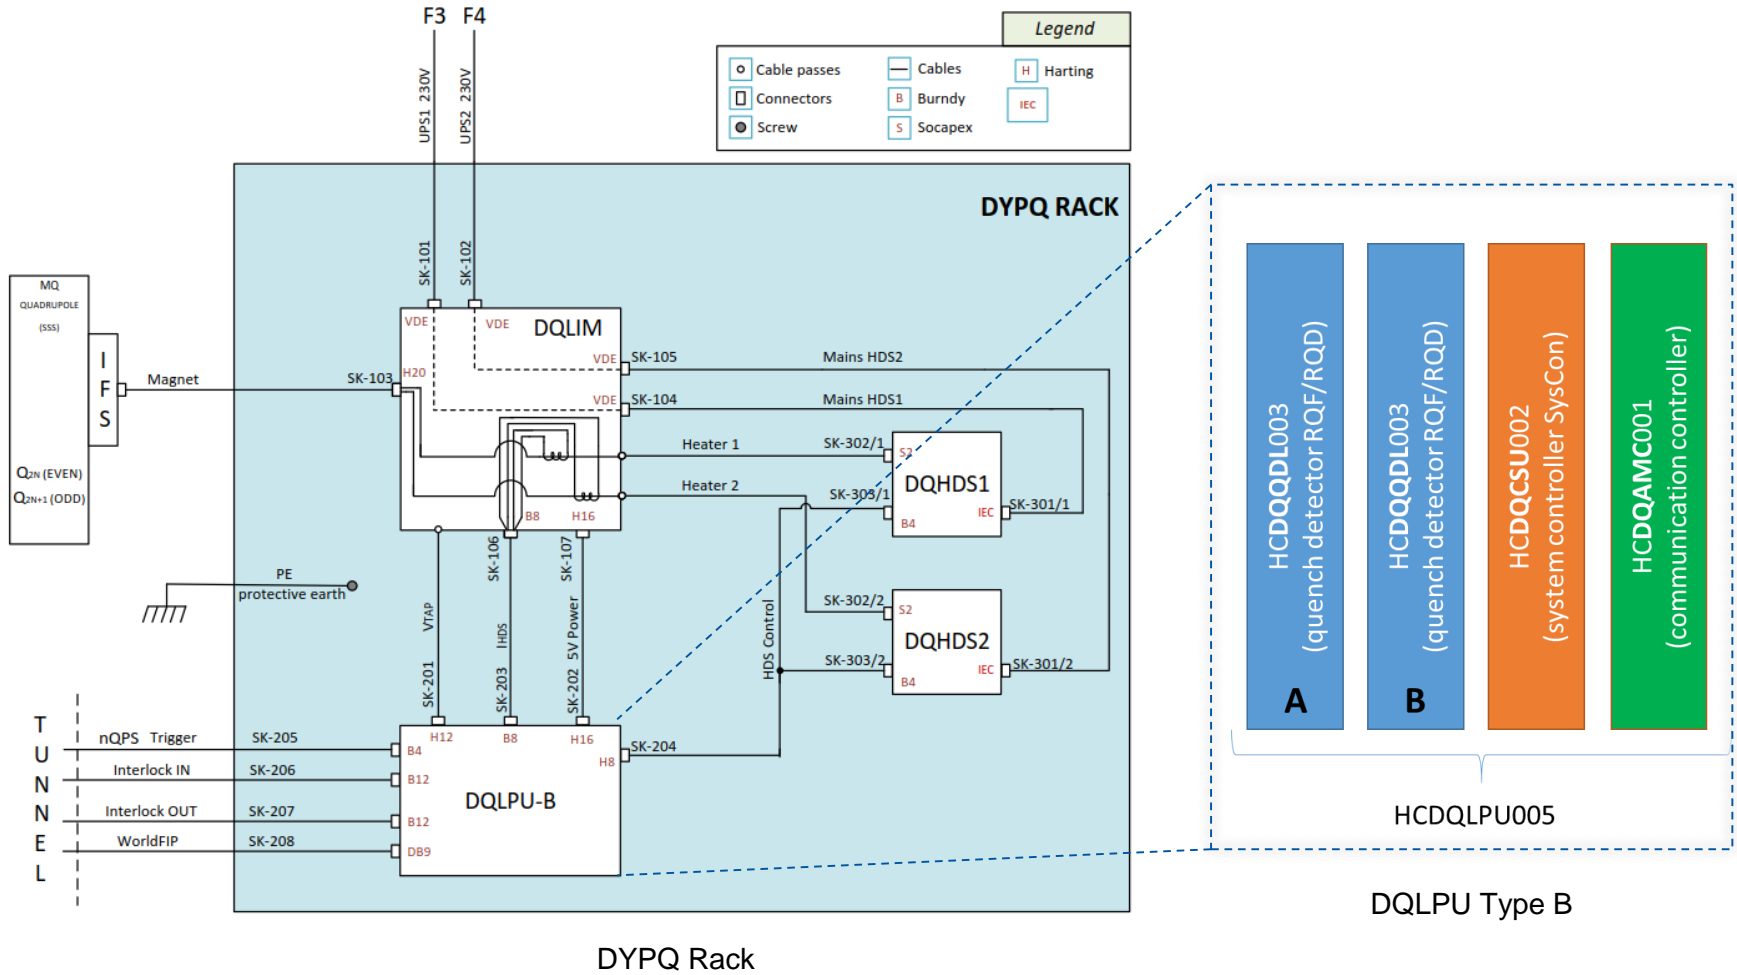 F3 F4
Legend
Cable passes
Cables
H Harting
Connectors
B Burndy
IEC
Screw
S Socapex
UPS1 230V
UPS2 230V
DYPQ RACK
SK-101
SK-102
MQ
QUADRUPOLE
(SSS)
I
F
S
Q2N (EVEN)
Q2N+1 (ODD)
Magnet
SK-103
VDE
VDE
DQLIM
H20
VDE
SK-105
Mains HDS2
VDE
SK-104
Mains HDS1
Heater 1
SK-302/1
S2
DQHDS1
Heater 2
SK-303/1
B4
IEC
SK-301/1
B8
H16
SK-106
SK-107
PE
protective earth
VTAP
IHDS
5V Power
HDS Control
SK-302/2
S2
DQHDS2
SK-303/2
B4
IEC
SK-301/2
SK-201
SK-203
SK-202
T
U
N
N
E
L
nQPS Trigger
SK-205
Interlock IN
SK-206
Interlock OUT
SK-207
WorldFIP
SK-208
H12
B8
H16
B4
H8
SK-204
B12
DQLPU-B
B12
DB9
HCDQQDL003
(quench detector RQF/RQD)
A
HCDQQDL003
(quench detector RQF/RQD)
B
HCDQCSU002
(system controller SysCon)
HCDQAMC001
(communication controller)
HCDQLPU005
DQLPU Type B
DYPQ Rack